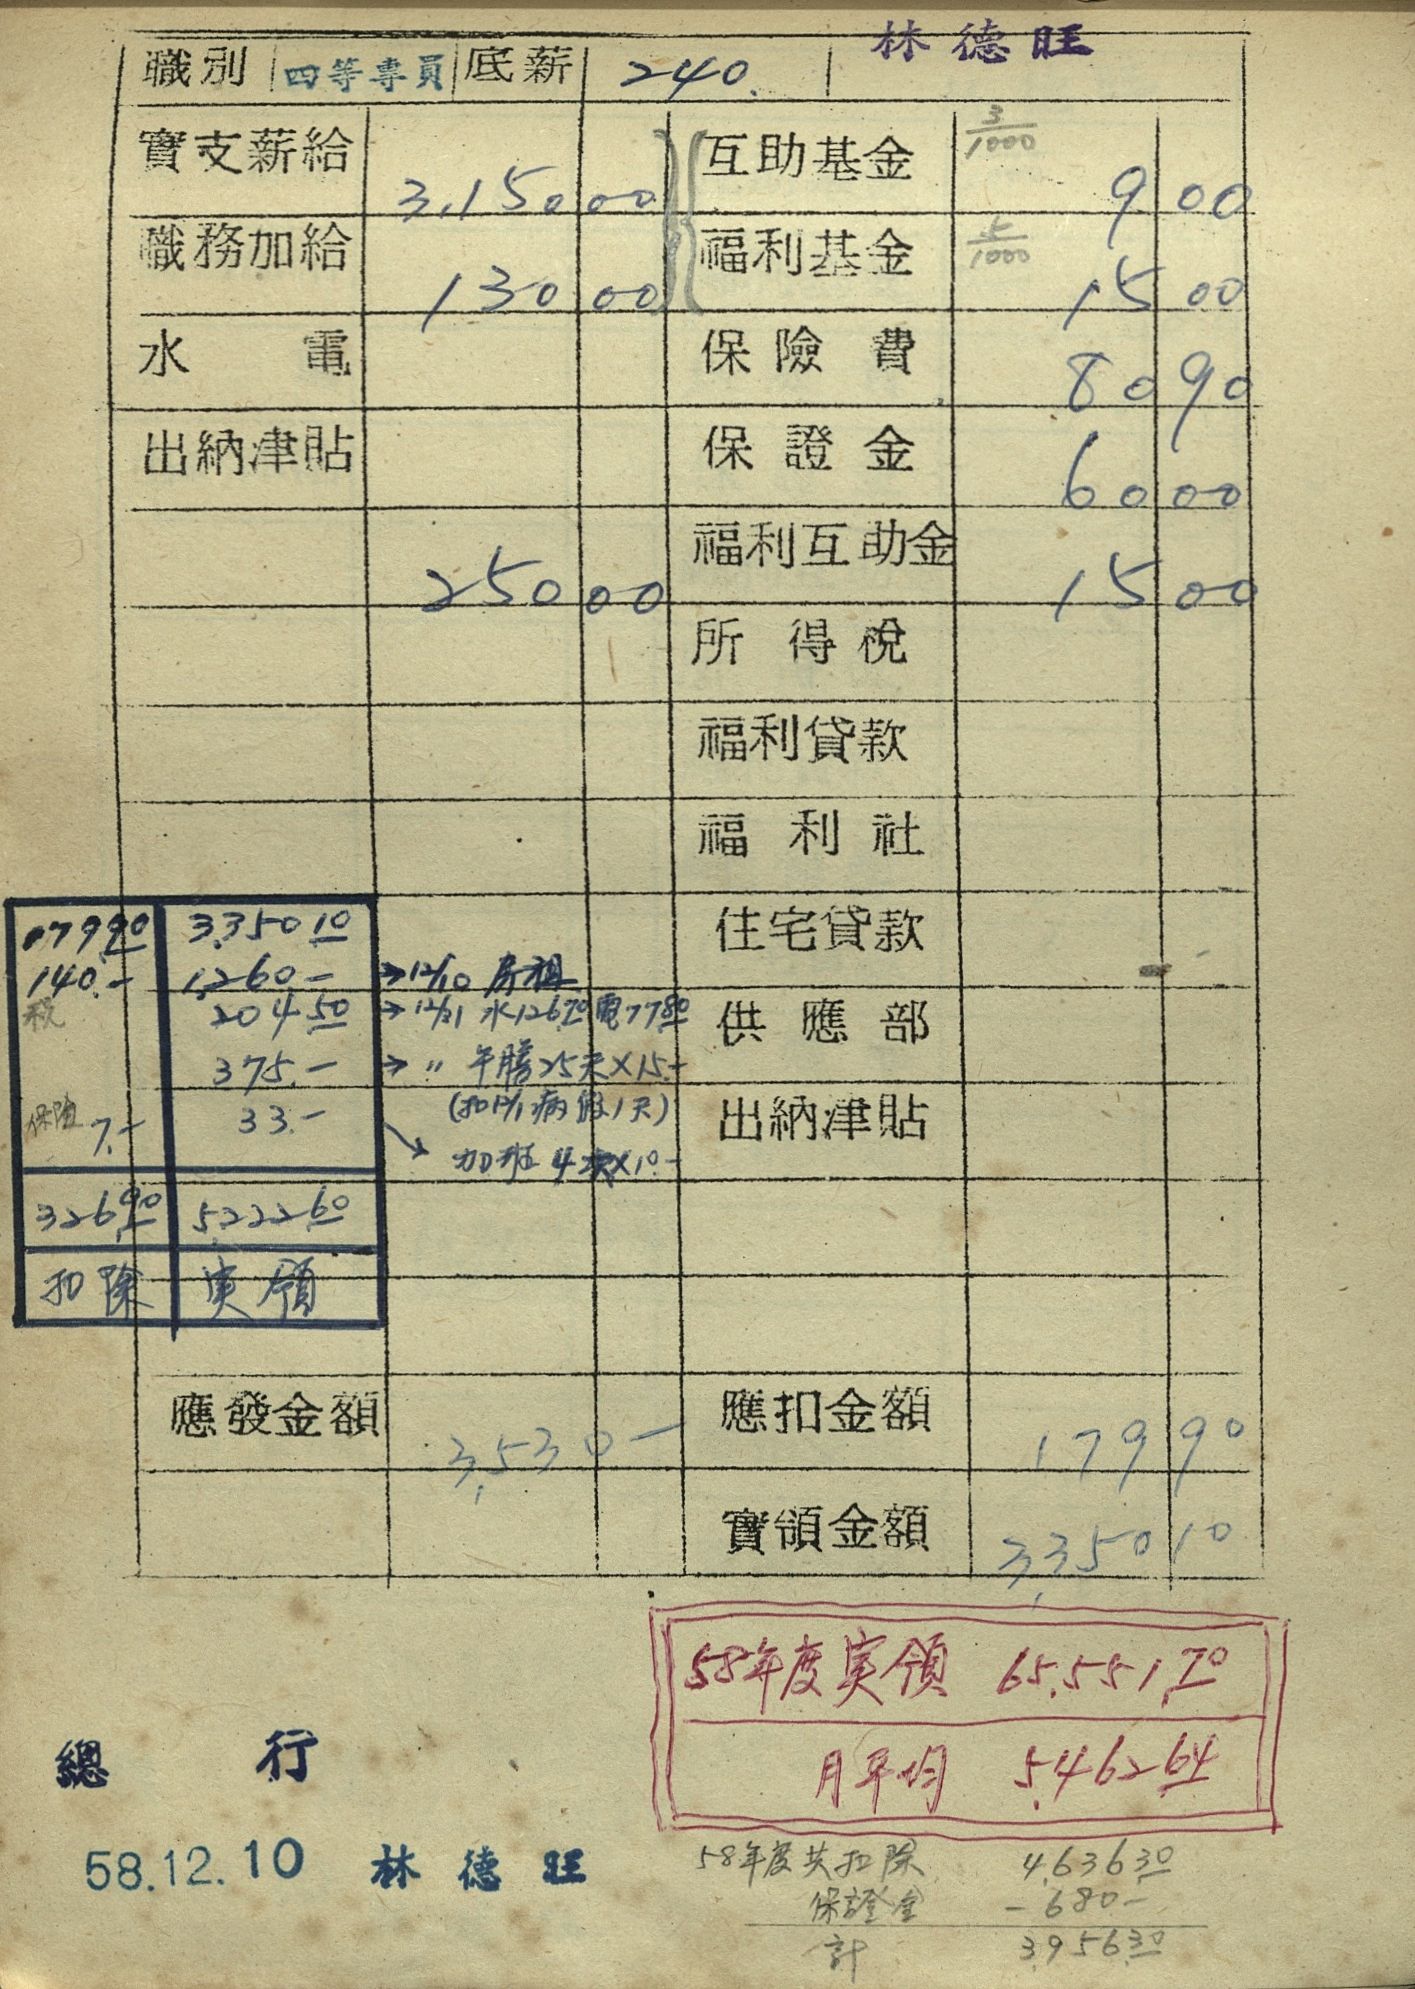 林德旺
職別 四等專員 底薪 240.
實支薪給 3,150 00 互助基金 3/1000 9 00
職務加給 130 00 福利基金 5/1000 15 00
水電 保險費 80 90
出納津貼 保證金 60 00
250 00 福利互助金 15 00
所得稅
福利貸款
福利社
179.90 3,350.10 住宅貸款
140.- 1,260.- →12/10 房租
稅 204.50 →12/31 水126.70 電77.80 供應部
375.- → 〃 午膳25天×15.-
保險 7.- 33.- (扣12/1病假1天) 出納津貼
加班 4次×10.-
326.90 5,222.60
扣除 実領
應發金額 3,530 - 應扣金額 179 90
實領金額 3,350 10
58年度実領 65,551.70
月平均 5,462.64
總行
58.12.10 林德旺
58年度共扣除 4,636.30
保證金 -680-
計 3,956.30